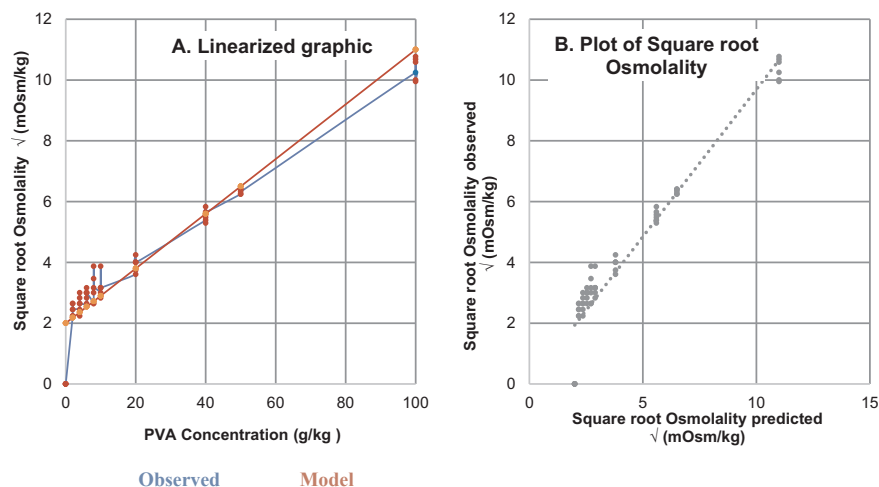 A. Linearized graphic
Square root Osmolality √ (mOsm/kg)
12
10
8
6
4
2
0
0 20 40 60 80 100
PVA Concentration (g/kg )
Observed Model
B. Plot of Square root
Osmolality
Square root Osmolality observed
√ (mOsm/kg)
12
10
8
6
4
2
0
0 5 10 15
Square root Osmolality predicted
√ (mOsm/kg)